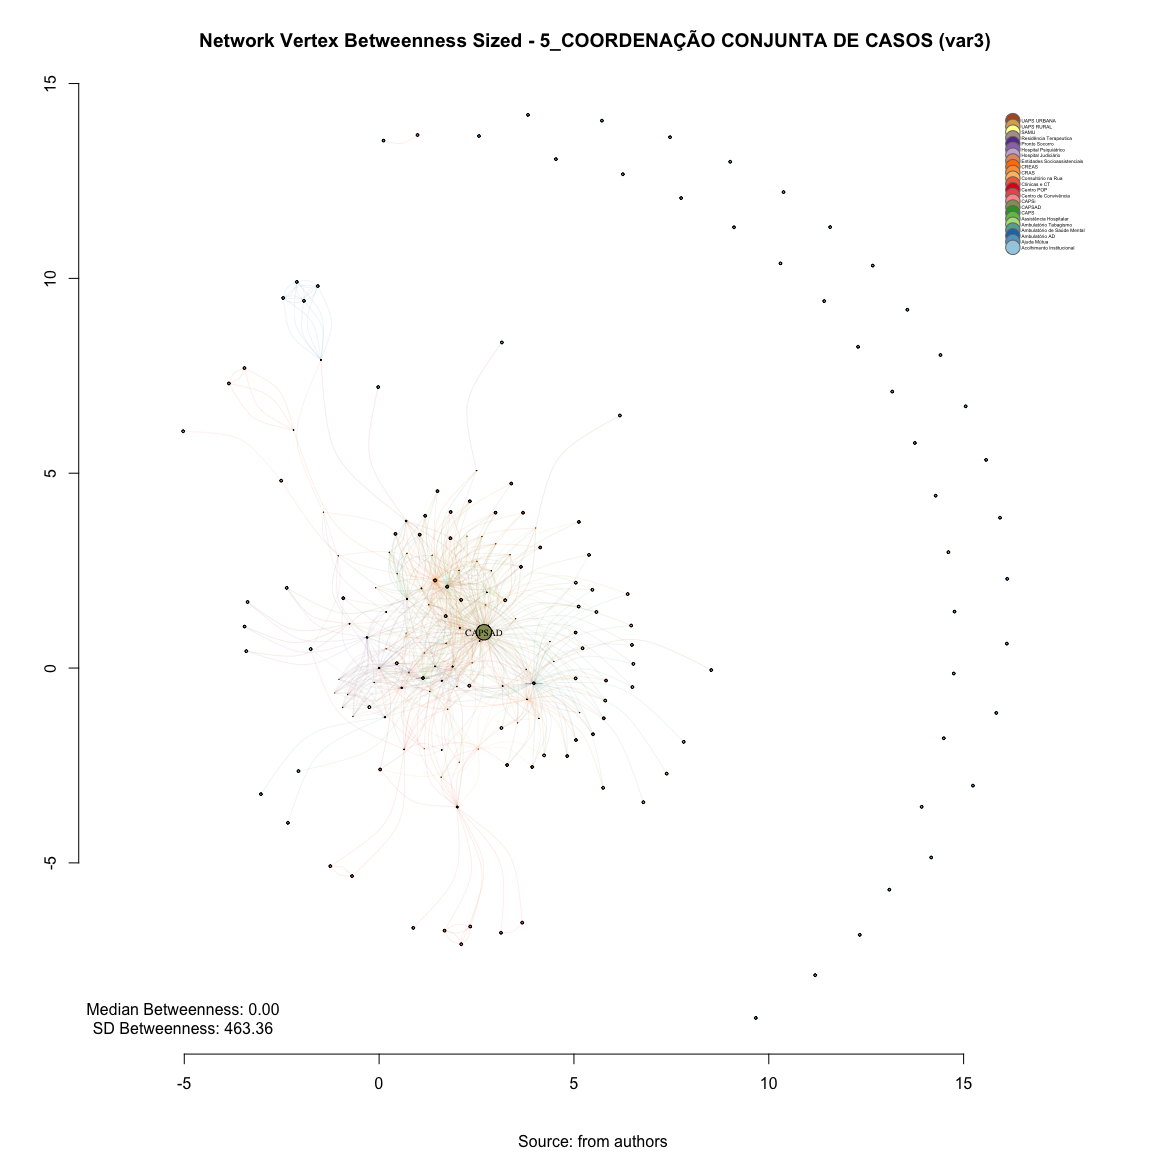 Network Vertex Betweenness Sized - 5_COORDENAÇÃO CONJUNTA DE CASOS (var3)
15
10
5
0
-5
UAPS URBANA
UAPS RURAL
SAMU
Residência Terapeutica
Pronto Socorro
Hospital Psiquiátrico
Hospital Judiciário
Entidades Socioassistenciais
CREAS
CRAS
Consultório na Rua
Clinicas e CT
Centro POP
Centro de Convivência
CAPSI
CAPSAD
CAPS
Assistência Hospitalar
Ambulatório Tabagismo
Ambulatório de Saúde Mental
Ambulatório AD
Ajuda Mútua
Acolhimento Institucional
CAPSAD
Median Betweenness: 0.00
SD Betweenness: 463.36
-5 0 5 10 15
Source: from authors